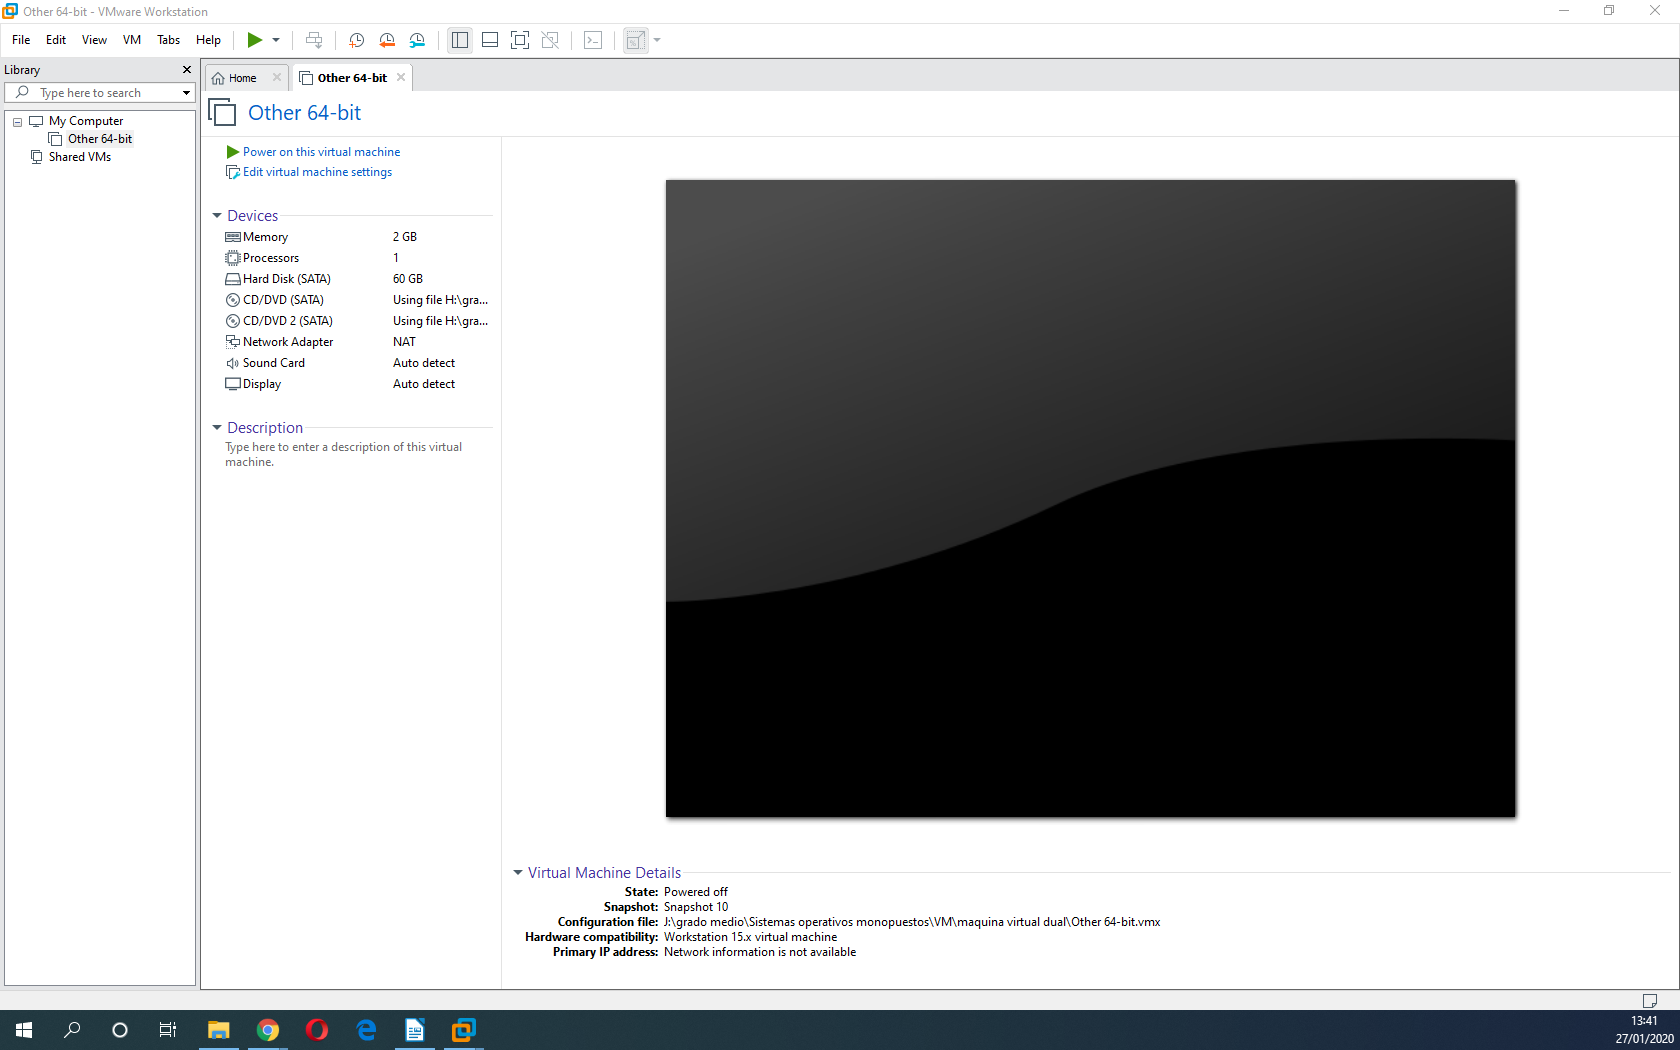 Other 64-bit - VMware Workstation
File Edit View VM Tabs Help
Library
Type here to search
My Computer
Other 64-bit
Shared VMs
Home
Other 64-bit
Other 64-bit
Power on this virtual machine
Edit virtual machine settings
Devices
Memory 2 GB
Processors 1
Hard Disk (SATA) 60 GB
CD/DVD (SATA) Using file H:\gra...
CD/DVD 2 (SATA) Using file H:\gra...
Network Adapter NAT
Sound Card Auto detect
Display Auto detect
Description
Type here to enter a description of this virtual
machine.
Virtual Machine Details
State: Powered off
Snapshot: Snapshot 10
Configuration file: J:\grado medio\Sistemas operativos monopuestos\VM\maquina virtual dual\Other 64-bit.vmx
Hardware compatibility: Workstation 15.x virtual machine
Primary IP address: Network information is not available
13:41
27/01/2020